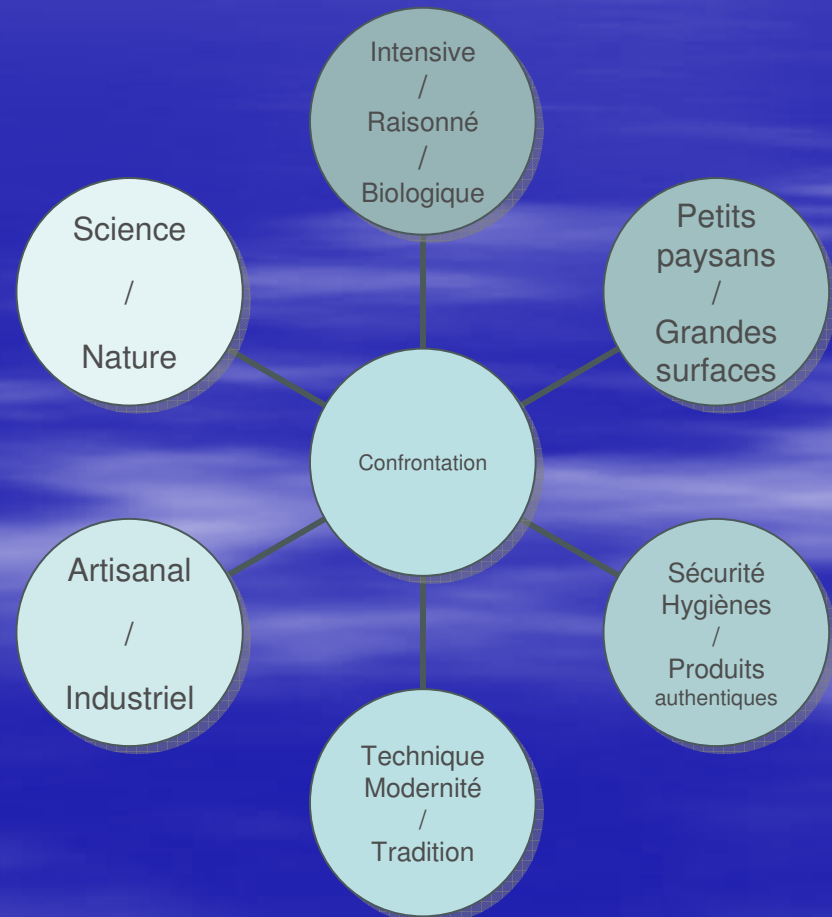 Intensive
/
Raisonné
/
Biologique
Petits
paysans
/
Grandes
surfaces
Sécurité
Hygiènes
/
Produits
authentiques
Technique
Modernité
/
Tradition
Artisanal
/
Industriel
Science
/
Nature
Confrontation